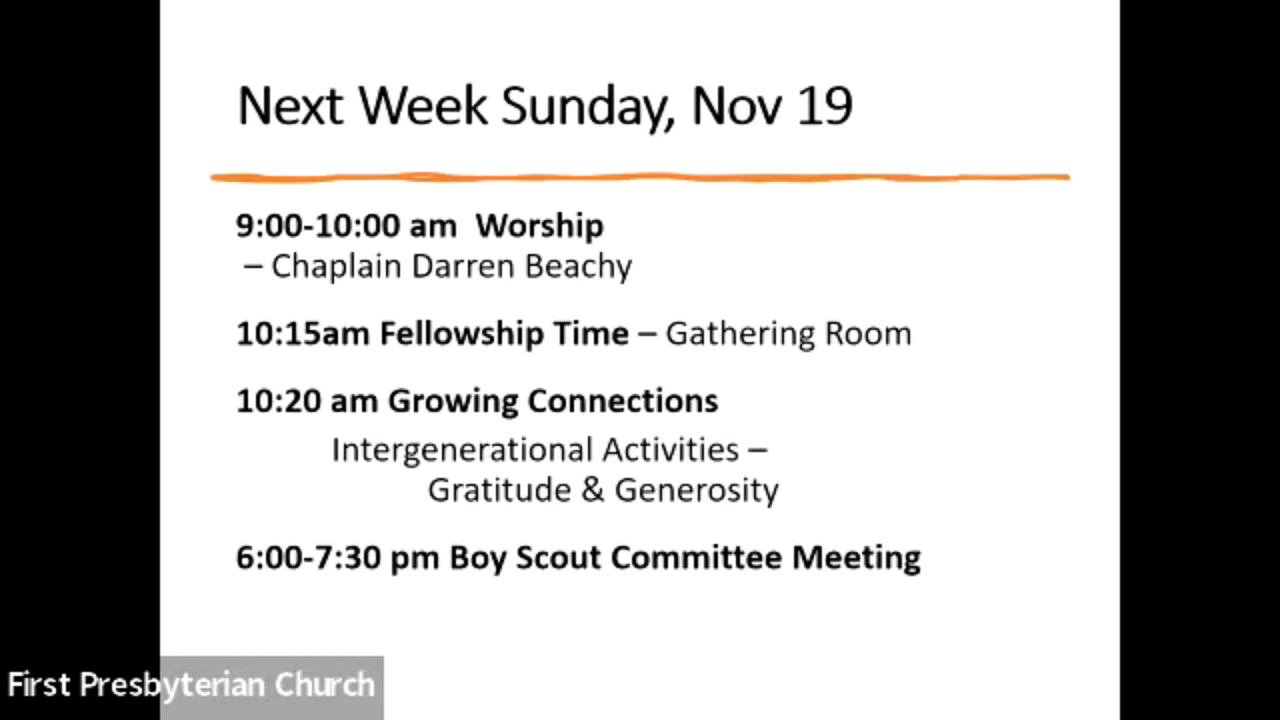 Next Week Sunday, Nov 19
9:00-10:00 am  Worship
– Chaplain Darren Beachy
10:15am Fellowship Time – Gathering Room
10:20 am Growing Connections
Intergenerational Activities –
Gratitude & Generosity
6:00-7:30 pm Boy Scout Committee Meeting
First Presbyterian Church